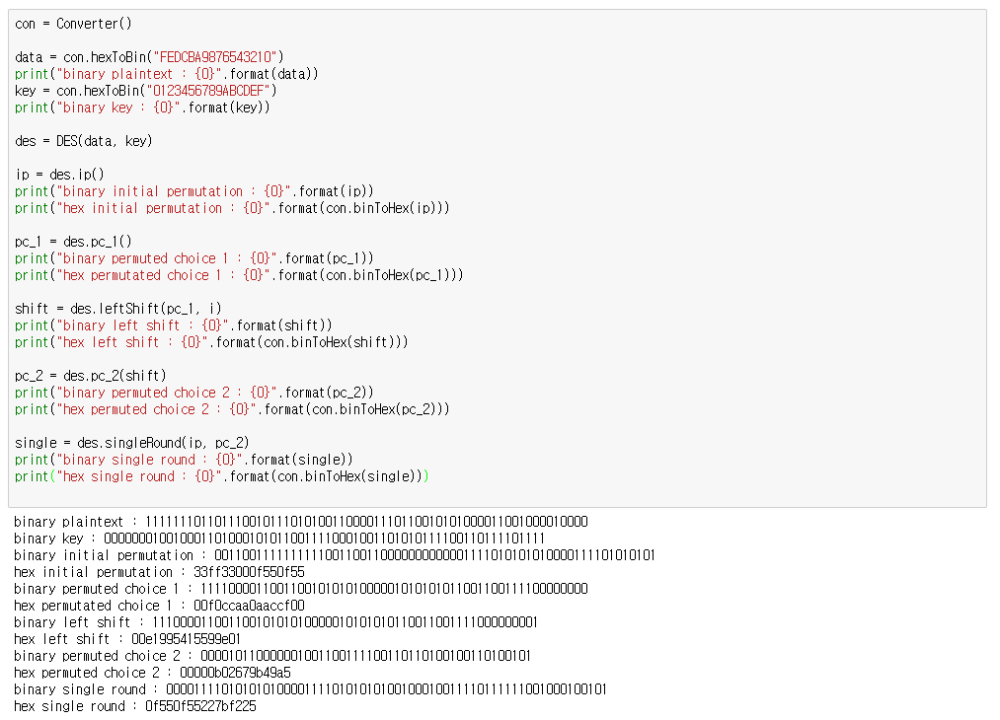 con = Converter()
data = con.hexToBin("FEDCBA9876543210")
print("binary plaintext : {0}".format(data))
key = con.hexToBin("0123456789ABCDEF")
print("binary key : {0}".format(key))
des = DES(data, key)
ip = des.ip()
print("binary initial permutation : {0}".format(ip))
print("hex initial permutation : {0}".format(con.binToHex(ip)))
pc_1 = des.pc_1()
print("binary permuted choice 1 : {0}".format(pc_1))
print("hex permutated choice 1 : {0}".format(con.binToHex(pc_1)))
shift = des.leftShift(pc_1, i)
print("binary left shift : {0}".format(shift))
print("hex left shift : {0}".format(con.binToHex(shift)))
pc_2 = des.pc_2(shift)
print("binary permuted choice 2 : {0}".format(pc_2))
print("hex permuted choice 2 : {0}".format(con.binToHex(pc_2)))
single = des.singleRound(ip, pc_2)
print("binary single round : {0}".format(single))
print("hex single round : {0}".format(con.binToHex(single)))
binary plaintext : 1111111011011100101110101001100001110110010101000011001000010000
binary key : 0000000100100011010001010110011110001001101010111100110111101111
binary initial permutation : 0011001111111111001100110000000000001111010101010000111101010101
hex initial permutation : 33ff33000f550f55
binary permuted choice 1 : 11110000110011001010101000001010101011001100111100000000
hex permutated choice 1 : 00f0ccaa0aaccf00
binary left shift : 11100001100110010101010000010101010110011001111000000001
hex left shift : 00e1995415599e01
binary permuted choice 2 : 000010110000001001100111100110110100100110100101
hex permuted choice 2 : 00000b02679b49a5
binary single round : 0000111101010101000011110101010100100010011110111111001000100101
hex single round : 0f550f55227bf225